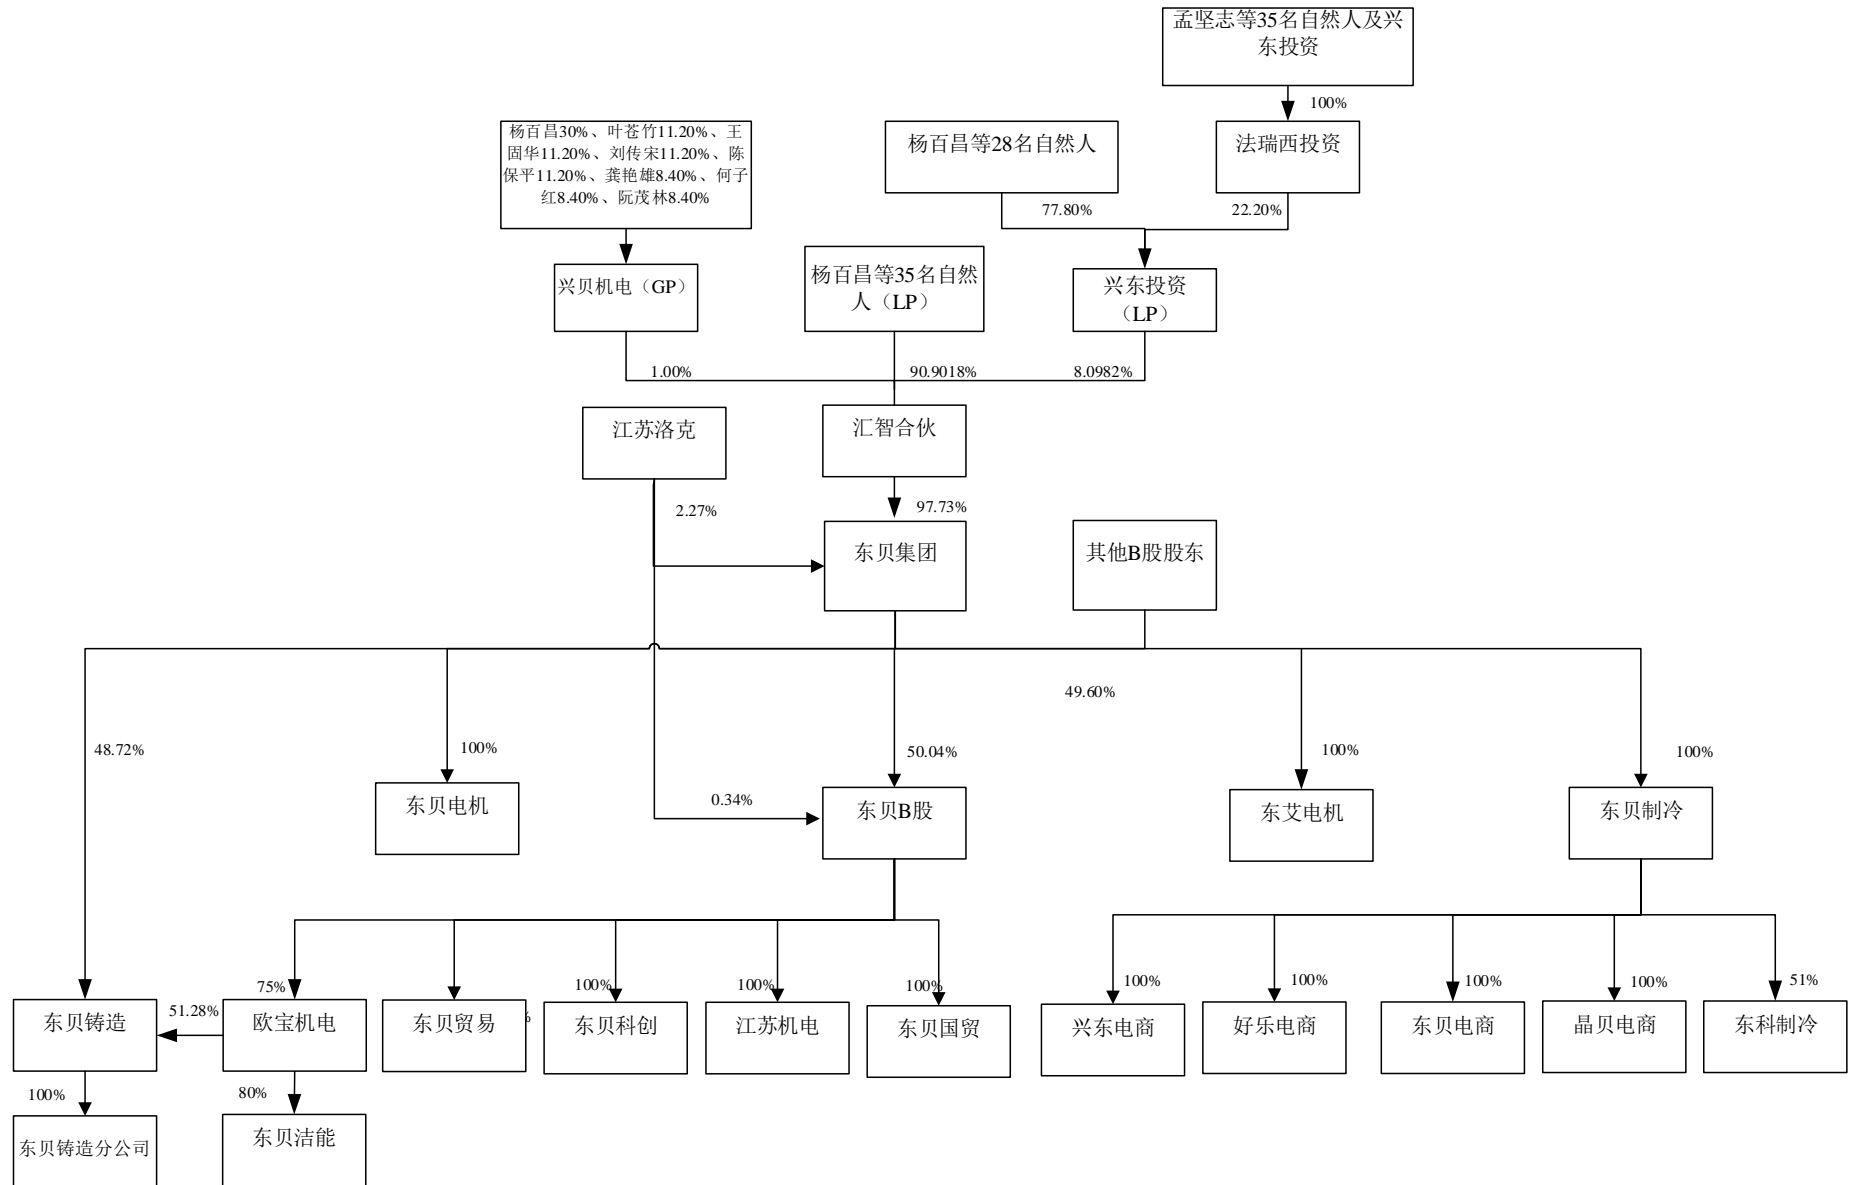 孟坚志等35名自然人及兴
东投资
100%
杨百昌30%、叶苍竹11.20%、王
固华11.20%、刘传宋11.20%、陈
保平11.20%、龚艳雄8.40%、何子
红8.40%、阮茂林8.40%
杨百昌等28名自然人
法瑞西投资
77.80%
22.20%
兴贝机电（GP）
杨百昌等35名自然
人（LP）
兴东投资
（LP）
1.00%
90.9018%
8.0982%
江苏洛克
汇智合伙
2.27%
97.73%
东贝集团
其他B股股东
49.60%
48.72%
100%
50.04%
100%
100%
东贝电机
0.34%
东贝B股
东艾电机
东贝制冷
75%
100%
100%
100%
100%
100%
100%
100%
51%
东贝铸造
51.28%
欧宝机电
东贝贸易
%
东贝科创
江苏机电
东贝国贸
兴东电商
好乐电商
东贝电商
晶贝电商
东科制冷
100%
80%
东贝铸造分公司
东贝洁能